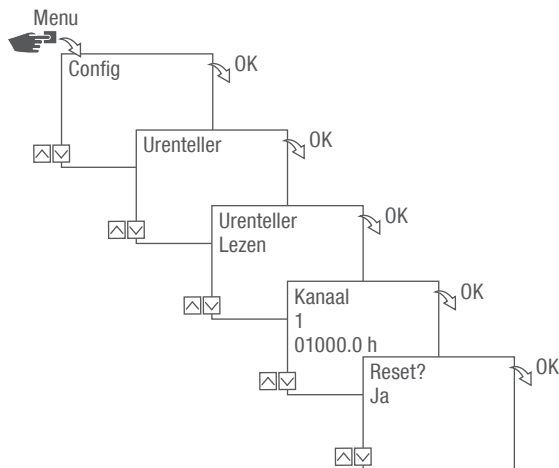 Menu
Config
OK
Urenteller
OK
Urenteller
Lezen
OK
Kanaal
1
01000.0 h
OK
Reset?
Ja
OK